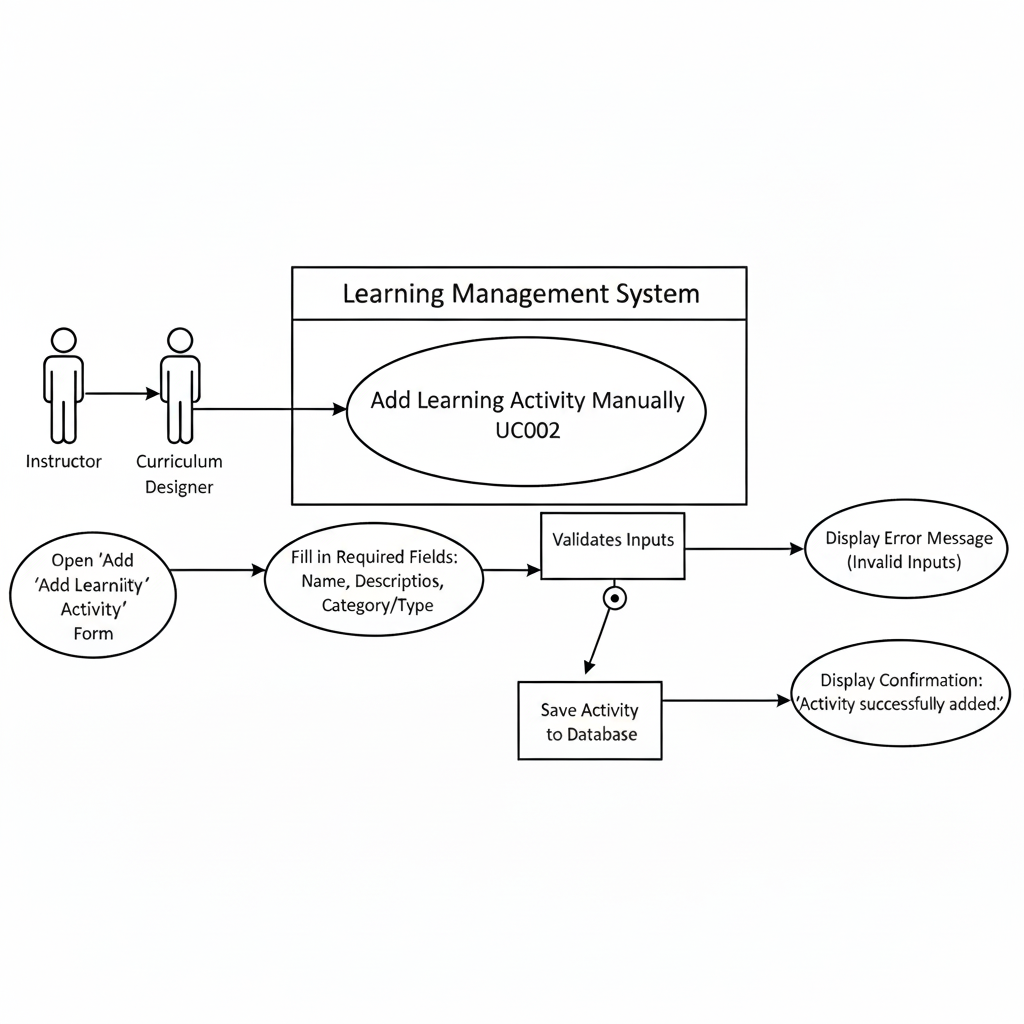 Learning Management System
Add Learning Activity Manually
UC002
Instructor
Curriculum
Designer
Open 'Add
'Add Learniity'
Activity'
Form
Fill in Required Fields:
Name, Descriptios,
Category/Type
Validates Inputs
Display Error Message
(Invalid Inputs)
Save Activity
to Database
Display Confirmation:
'Activity successfully added.'